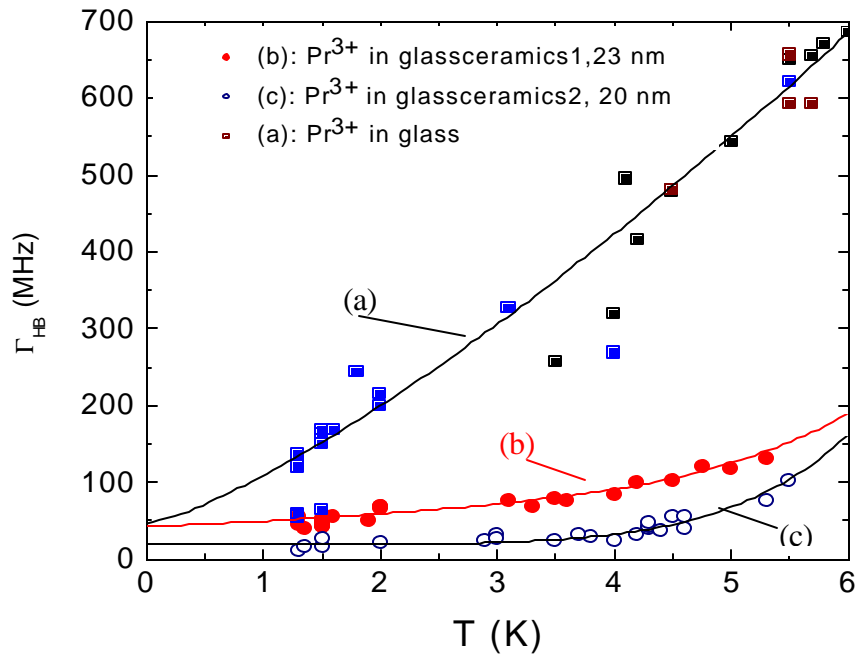 700
600
500
400
300
200
100
0
ΓHB (MHz)
(b): Pr3+ in glassceramics1,23 nm
(c): Pr3+ in glassceramics2, 20 nm
(a): Pr3+ in glass
(a)
(b)
(c)
0 1 2 3 4 5 6
T (K)